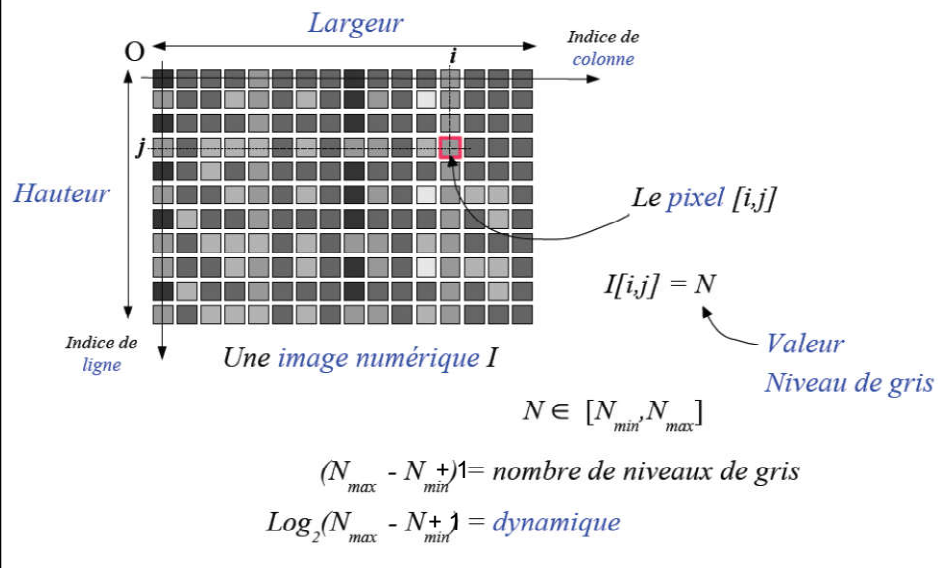 Largeur
O
i
Indice de
colonne
j
Hauteur
Le pixel [i,j]
I[i,j] = N
Indice de
ligne
Une image numérique I
Valeur
Niveau de gris
N ∈ [Nmin,Nmax]
(Nmax - Nmin+)1= nombre de niveaux de gris
Log2(Nmax - Nmin+1) = dynamique